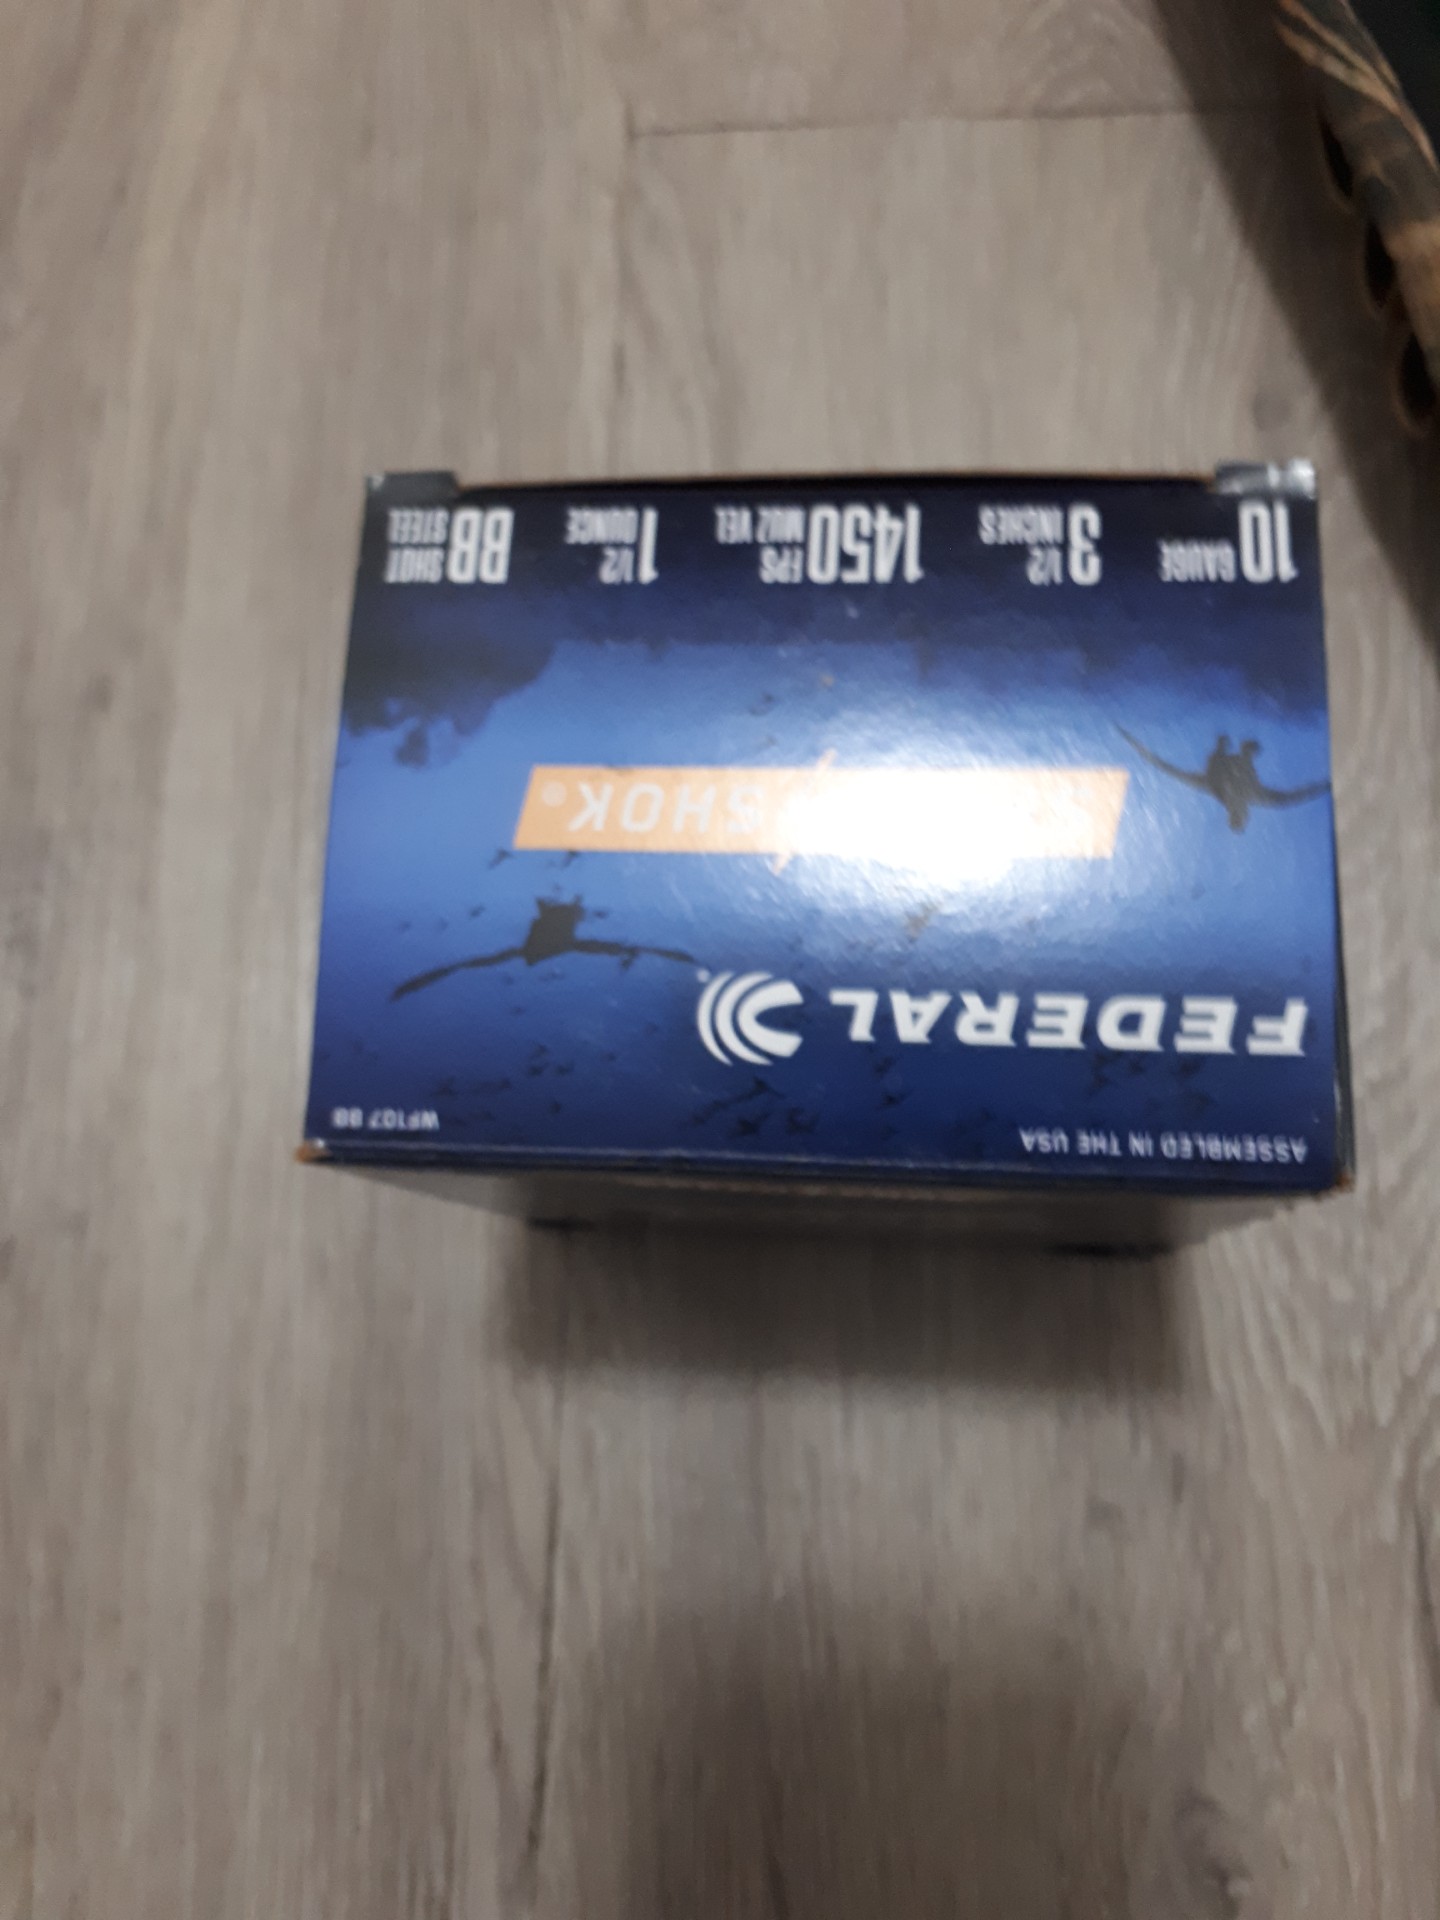 ASSEMBLED IN THE USA
WF107 BB
FEDERAL
SHOK®
10 GAUGE
3 1/2 INCHES
1450 FPS MUZ VEL
1 1/2 OUNCE
BB SHOT STEEL